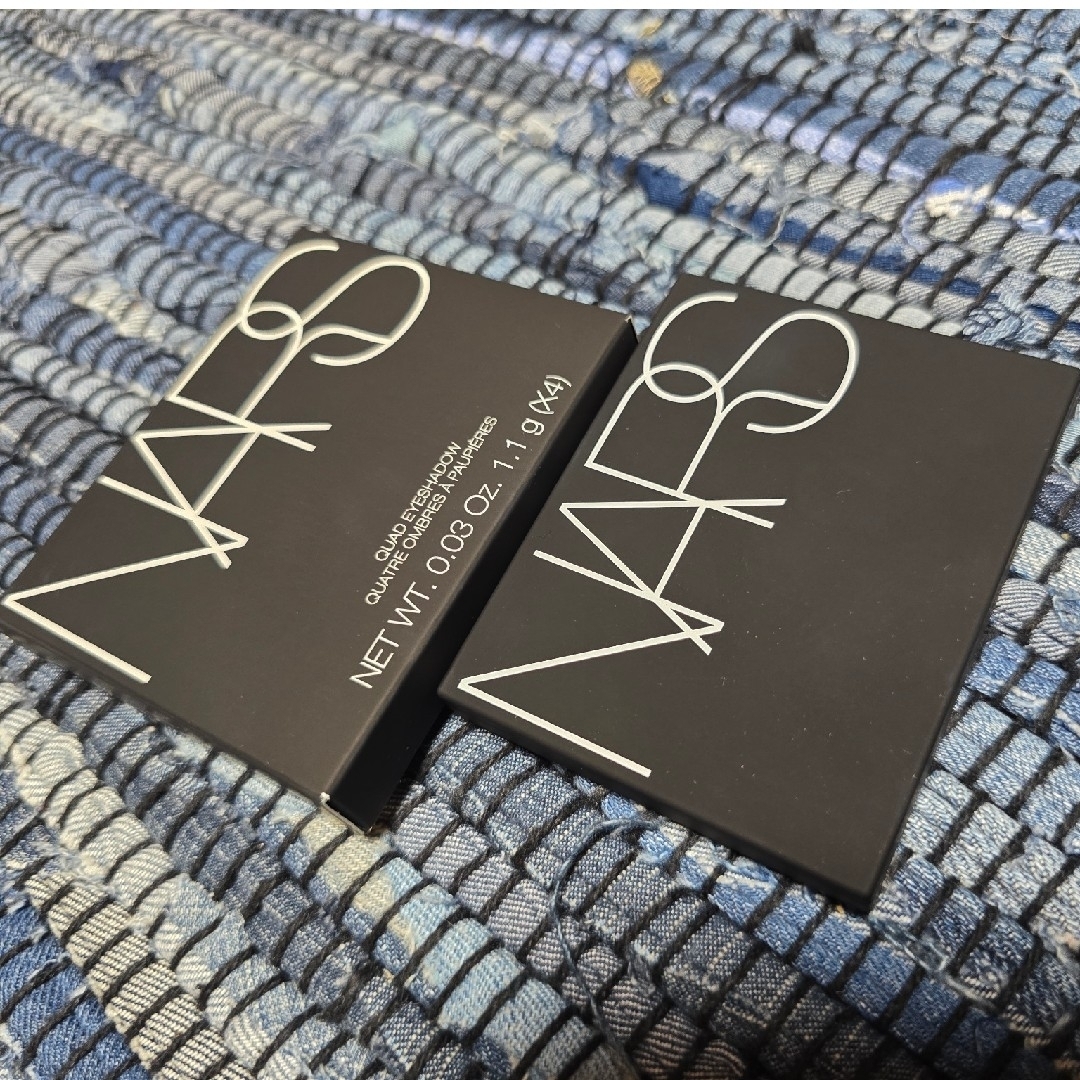 NARS
QUAD EYESHADOW
QUATRE OMBRES À PAUPIÈRES
NET WT. 0.03 Oz. 1.1 g (X4)
NARS